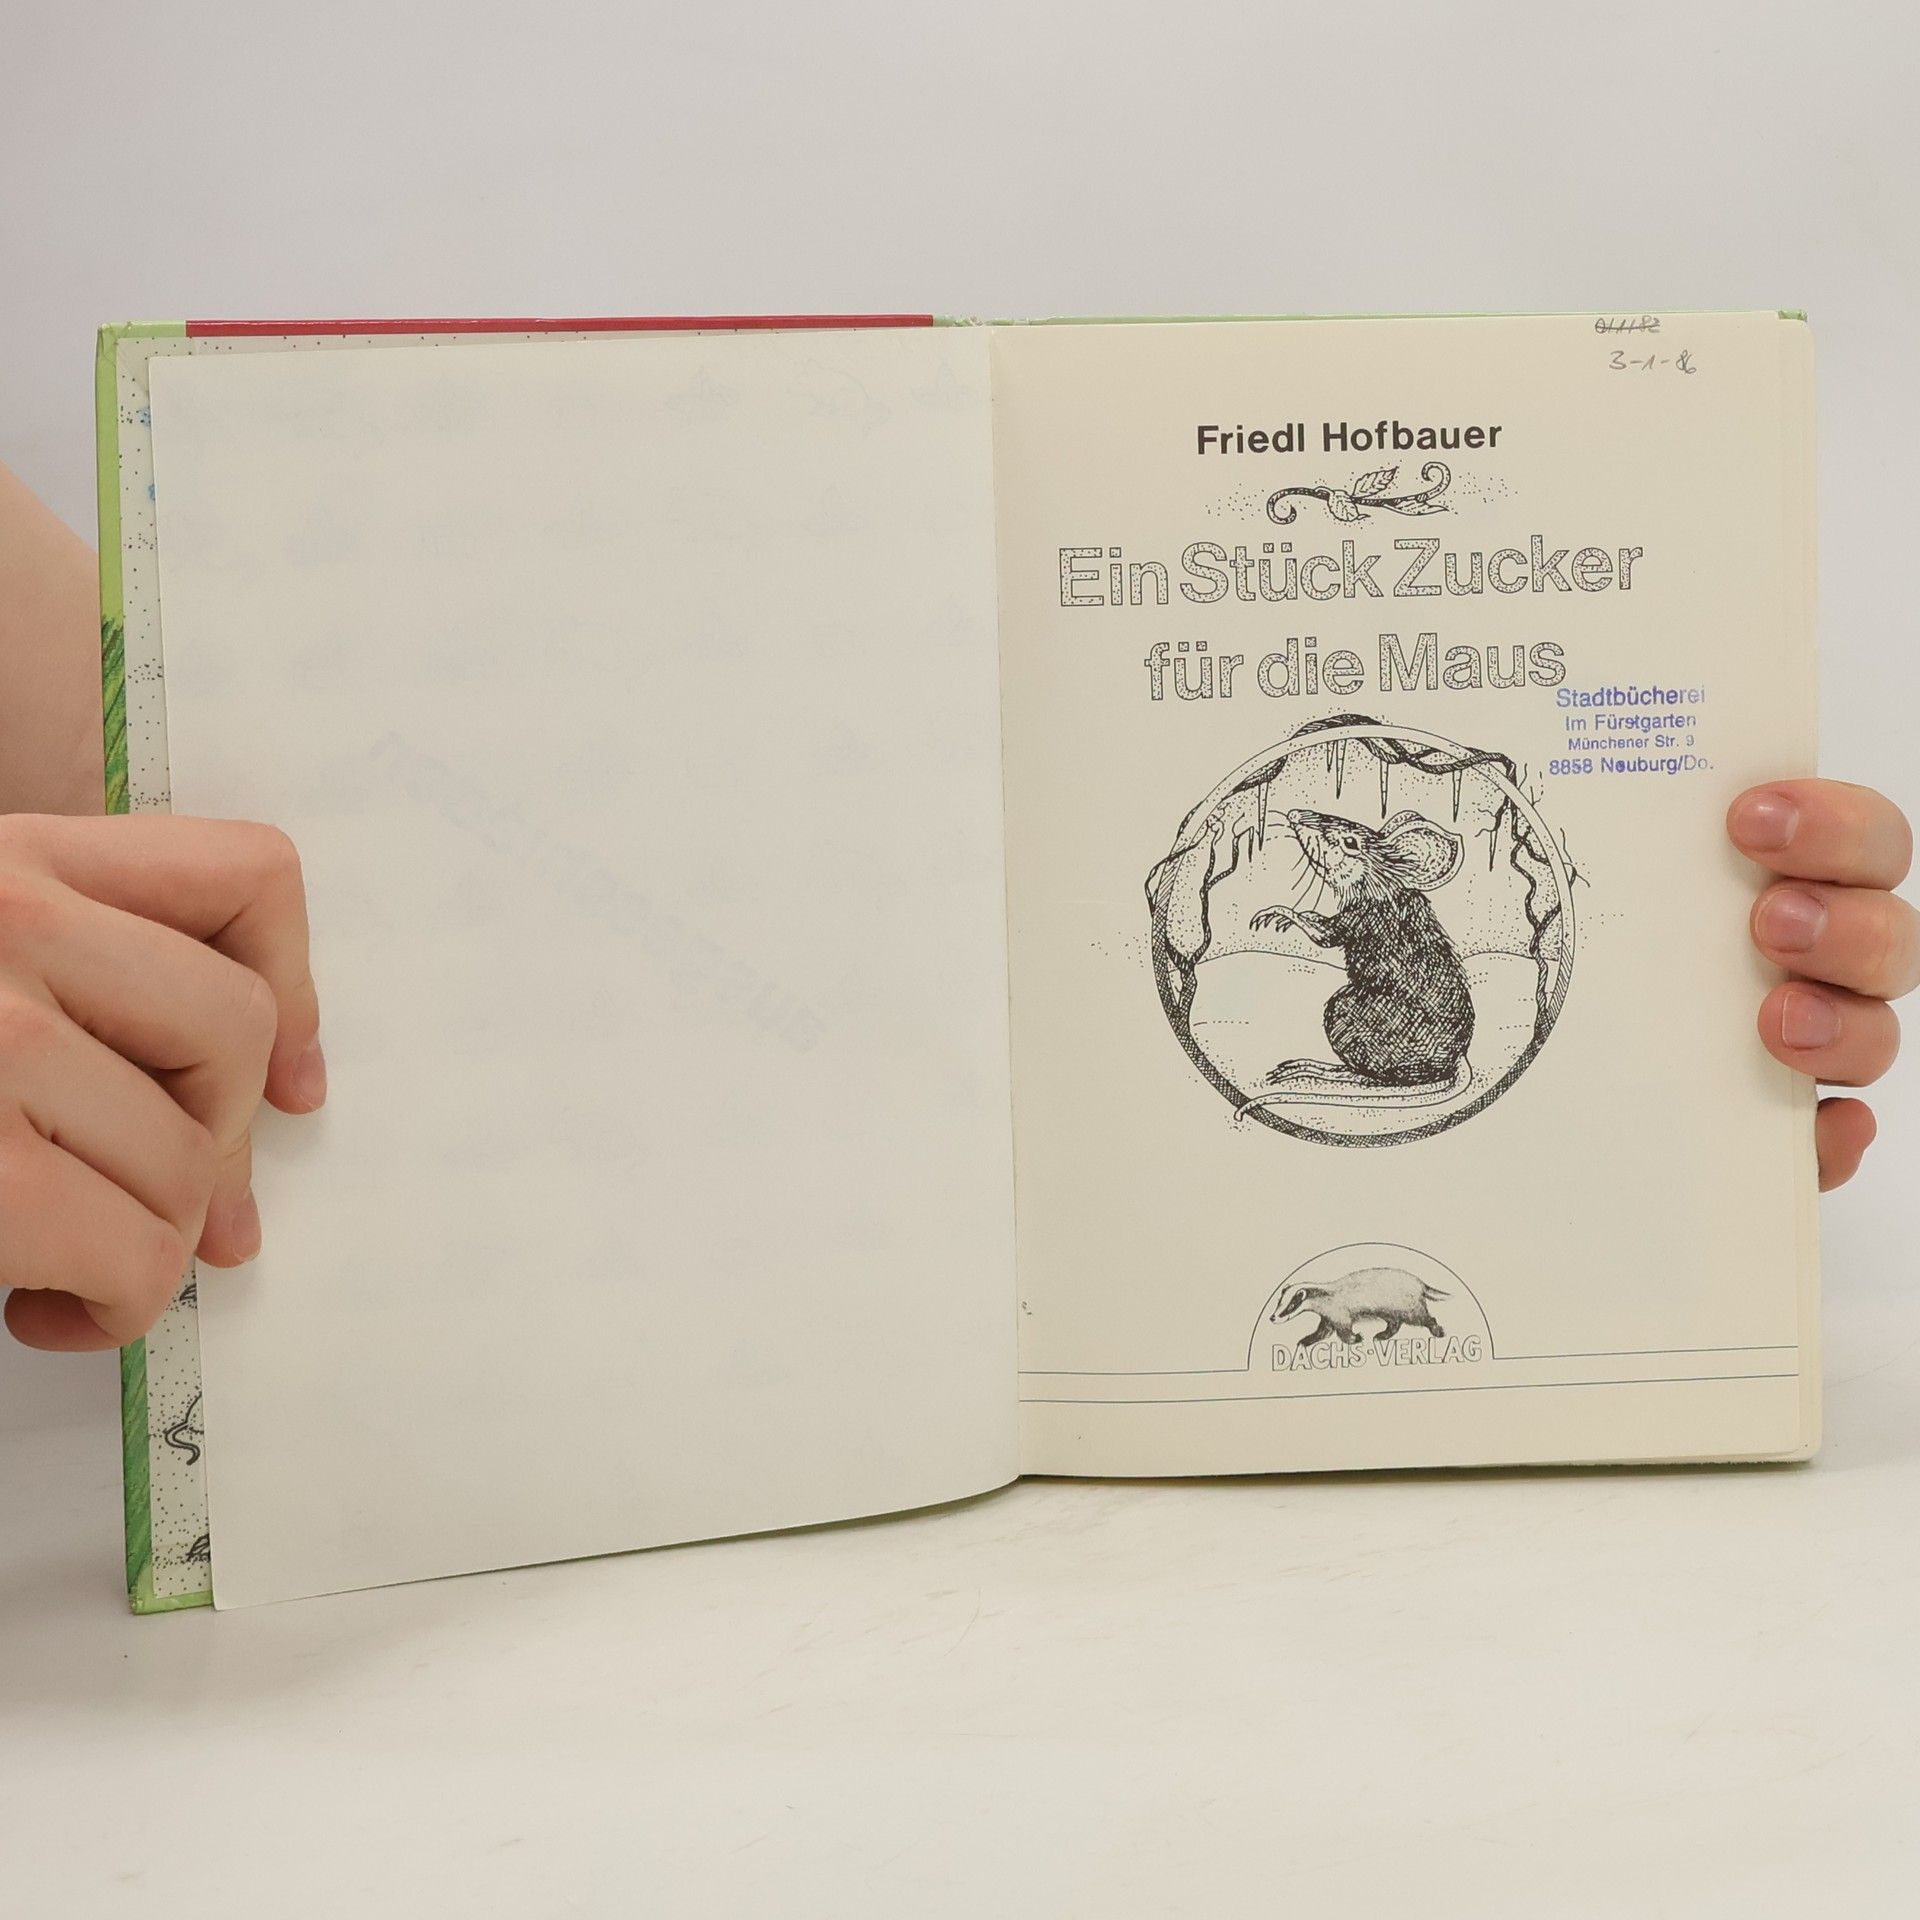 3-1-86
Friedl Hofbauer
Ein Stück Zucker
für die Maus
Stadtbücherei
Im Fürstgarten
Münchener Str. 9
8858 Neuburg/Do.
DACHS-VERLAG